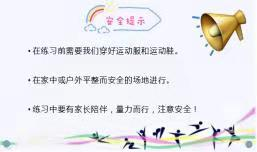 安全提示
• 在练习前需要我们穿好运动服和运动鞋。
• 在家中或户外平整而安全的场地进行。
• 练习中要有家长陪伴，量力而行，注意安全！